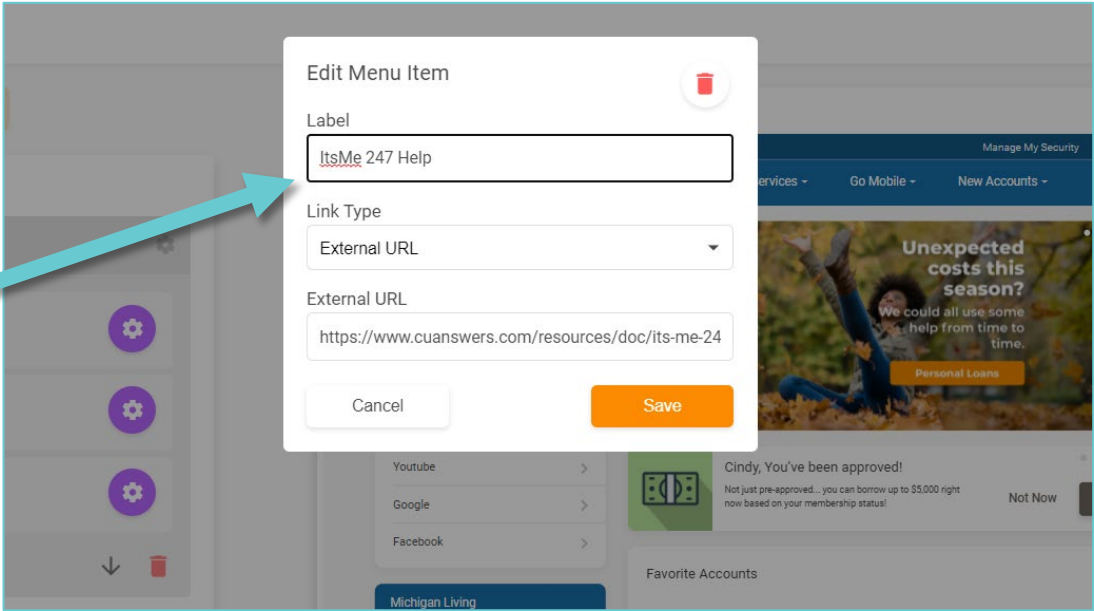 Edit Menu Item
Label
ItsMe 247 Help
Link Type
External URL
External URL
https://www.cuanswers.com/resources/doc/its-me-24
Cancel
Save
Manage My Security
ervices
Go Mobile
New Accounts
Unexpected
costs this
season?
We could all use some
help from time to
time.
Personal Loans
Youtube
Google
Facebook
Michigan Living
Cindy, You've been approved!
Not just pre-approved... you can borrow up to $5,000 right
now based on your membership status!
Not Now
Favorite Accounts